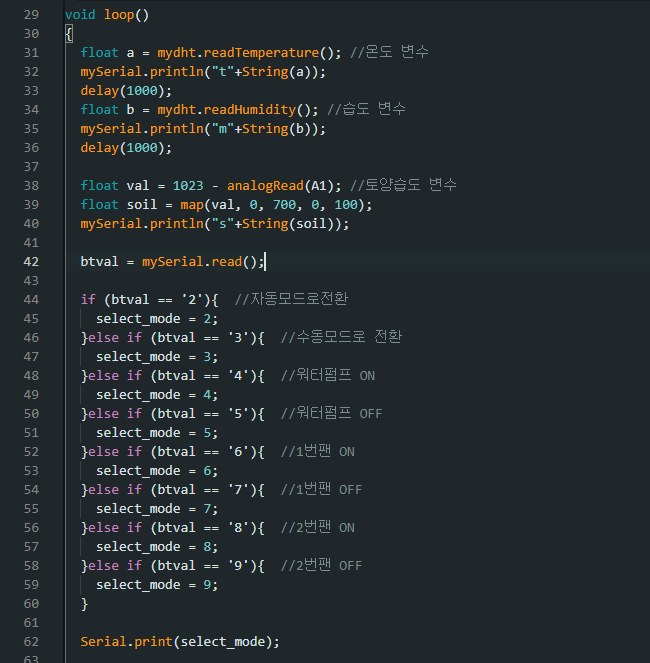 29 void loop()
30 {
31   float a = mydht.readTemperature(); //온도 변수
32   mySerial.println("t"+String(a));
33   delay(1000);
34   float b = mydht.readHumidity(); //습도 변수
35   mySerial.println("m"+String(b));
36   delay(1000);
37
38   float val = 1023 - analogRead(A1); //토양습도 변수
39   float soil = map(val, 0, 700, 0, 100);
40   mySerial.println("s"+String(soil));
41
42   btval = mySerial.read();
43
44   if (btval == '2'){  //자동모드로전환
45     select_mode = 2;
46   }else if (btval == '3'){  //수동모드로 전환
47     select_mode = 3;
48   }else if (btval == '4'){  //워터펌프 ON
49     select_mode = 4;
50   }else if (btval == '5'){  //워터펌프 OFF
51     select_mode = 5;
52   }else if (btval == '6'){  //1번팬 ON
53     select_mode = 6;
54   }else if (btval == '7'){  //1번팬 OFF
55     select_mode = 7;
56   }else if (btval == '8'){  //2번팬 ON
57     select_mode = 8;
58   }else if (btval == '9'){  //2번팬 OFF
59     select_mode = 9;
60   }
61
62   Serial.print(select_mode);
63